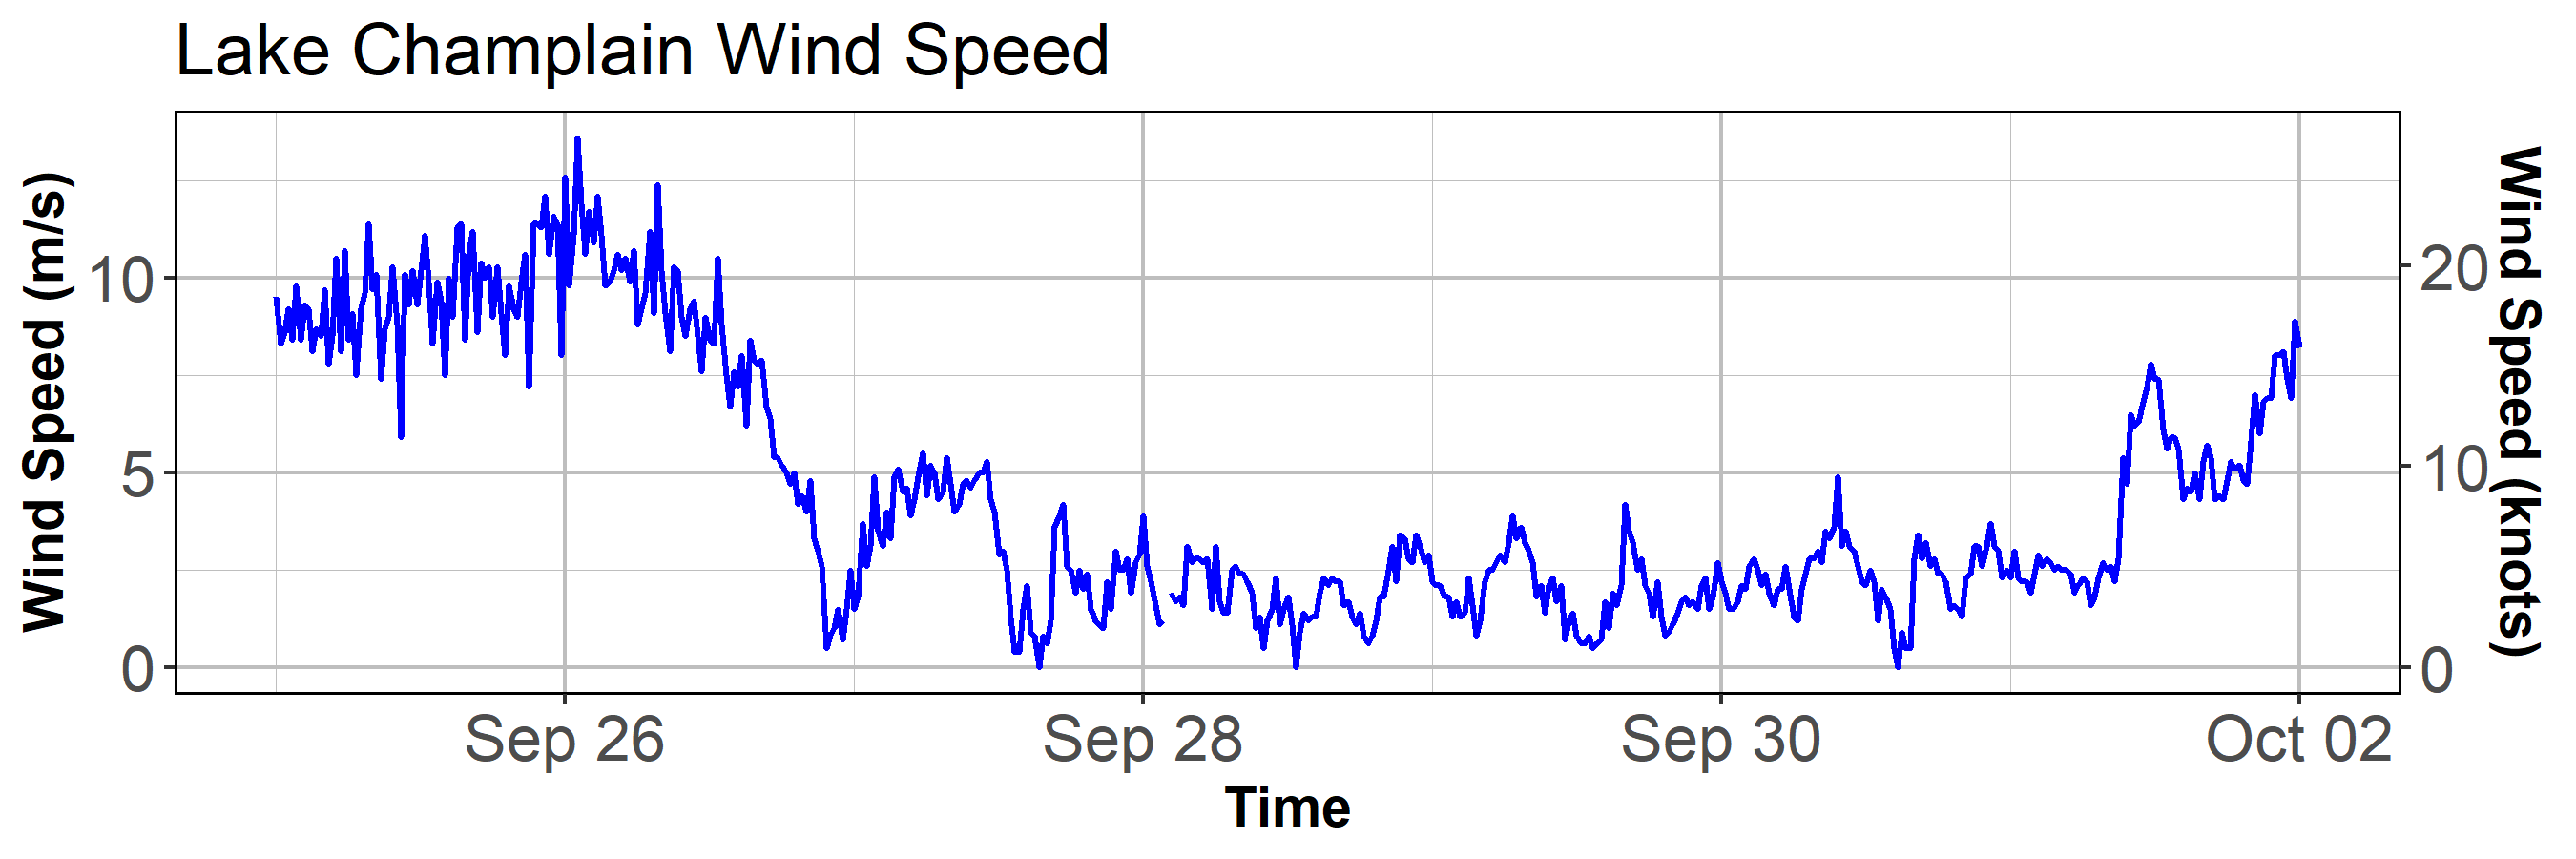 Lake Champlain Wind Speed
Wind Speed (m/s)
10
5
0
20
10
0
Wind Speed (knots)
Sep 26
Sep 28
Sep 30
Oct 02
Time